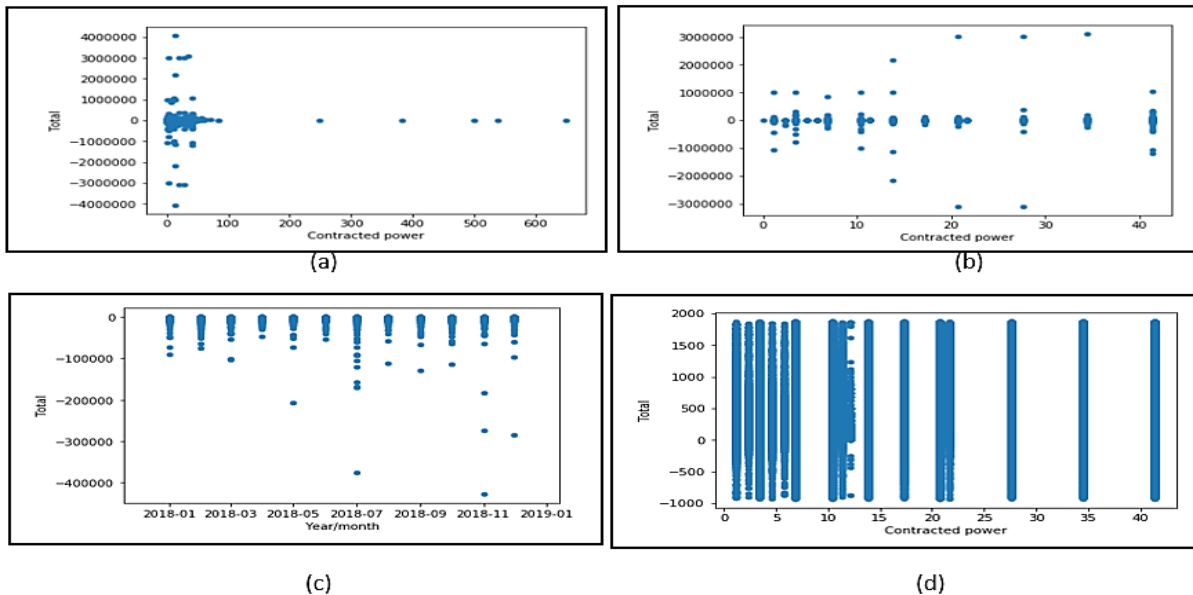 4000000
3000000
2000000
1000000
0
−1000000
−2000000
−3000000
−4000000
Total
0 100 200 300 400 500 600
Contracted power
(a)
3000000
2000000
1000000
0
−1000000
−2000000
−3000000
Total
0 10 20 30 40
Contracted power
(b)
0
−100000
−200000
−300000
−400000
Total
2018-01 2018-03 2018-05 2018-07 2018-09 2018-11 2019-01
Year/month
(c)
2000
1500
1000
500
0
−500
−1000
Total
0 5 10 15 20 25 30 35 40
Contracted power
(d)